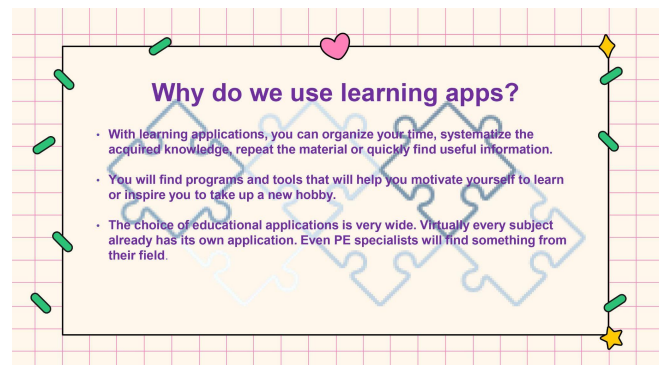 Why do we use learning apps?
• With learning applications, you can organize your time, systematize the
acquired knowledge, repeat the material or quickly find useful information.
• You will find programs and tools that will help you motivate yourself to learn
or inspire you to take up a new hobby.
• The choice of educational applications is very wide. Virtually every subject
already has its own application. Even PE specialists will find something from
their field.